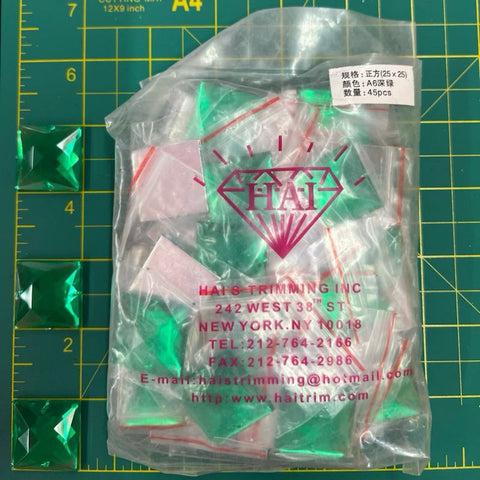 CUTTING MAT
12X9 inch
A4
7
6
4
2
规格:正方(25x25)
颜色:A6深绿
数量:45pcs
HAI
HAI S TRIMMING INC
242 WEST 38TH ST
NEW YORK.NY 10018
TEL:212-764-2166
FAX:212-764-2986
E-mail:haistrimming@hotmail.com
http:www.haitrim.com